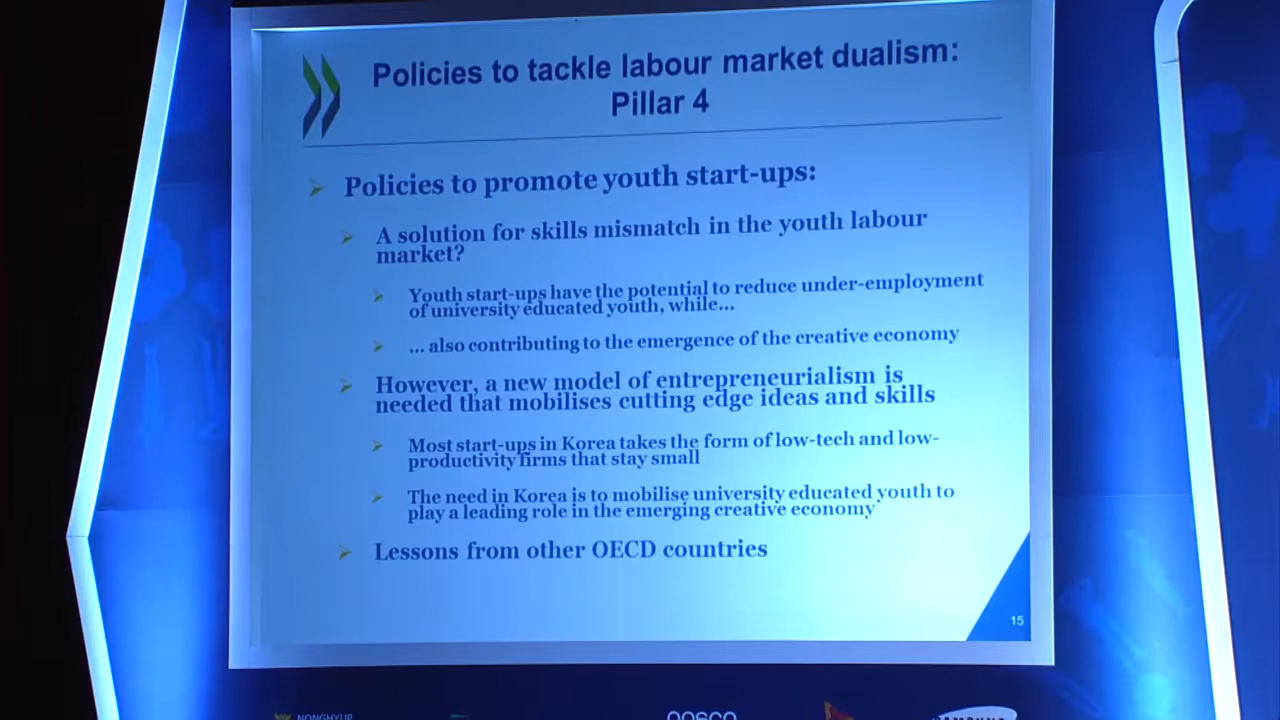 Policies to tackle labour market dualism:
Pillar 4
Policies to promote youth start-ups:
A solution for skills mismatch in the youth labour
market?
Youth start-ups have the potential to reduce under-employment
of university educated youth, while...
... also contributing to the emergence of the creative economy
However, a new model of entrepreneurialism is
needed that mobilises cutting edge ideas and skills
Most start-ups in Korea takes the form of low-tech and low-
productivity firms that stay small
The need in Korea is to mobilise university educated youth to
play a leading role in the emerging creative economy
Lessons from other OECD countries
15
NONGHYUP
posco
SAMSUNG